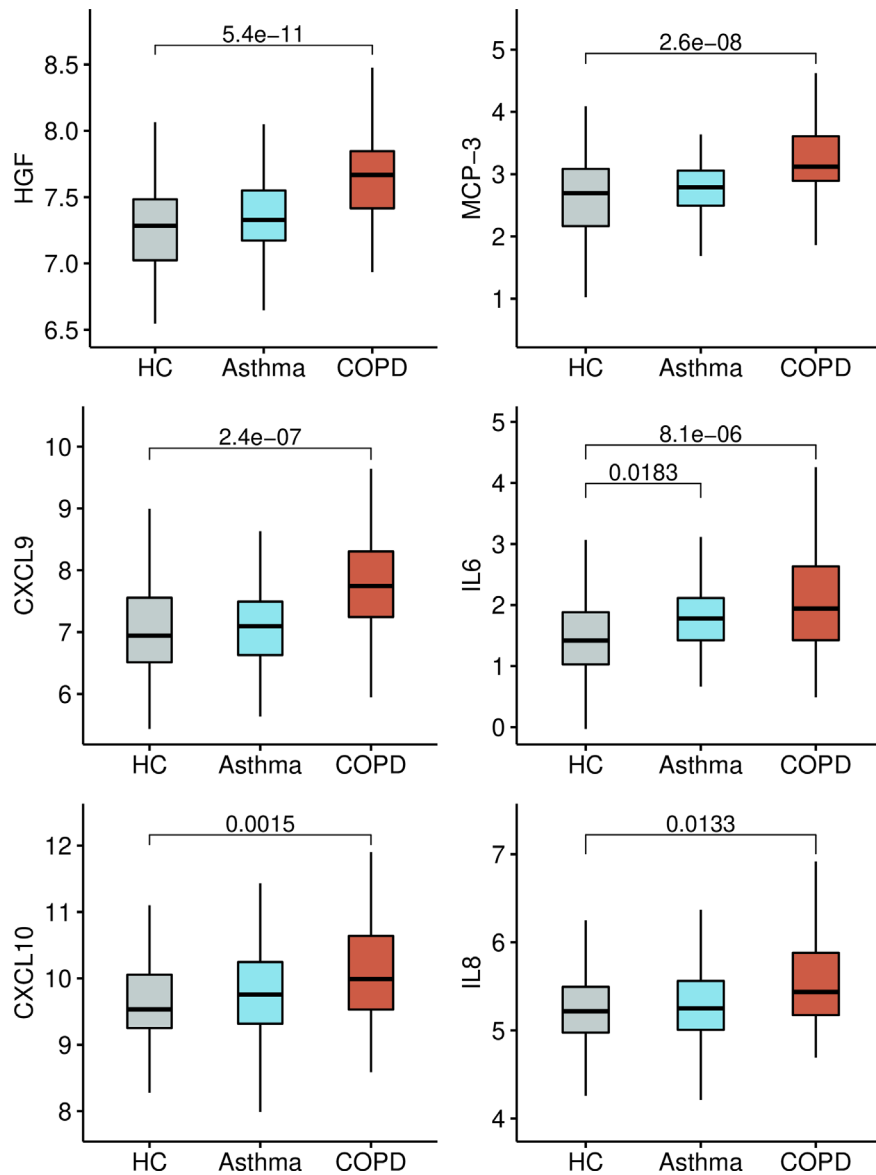 5.4e−11
HGF
8.5
8.0
7.5
7.0
6.5
HC Asthma COPD
2.6e−08
MCP−3
5
4
3
2
1
HC Asthma COPD
2.4e−07
CXCL9
10
9
8
7
6
HC Asthma COPD
8.1e−06
0.0183
IL6
5
4
3
2
1
0
HC Asthma COPD
0.0015
CXCL10
12
11
10
9
8
HC Asthma COPD
0.0133
IL8
7
6
5
4
HC Asthma COPD